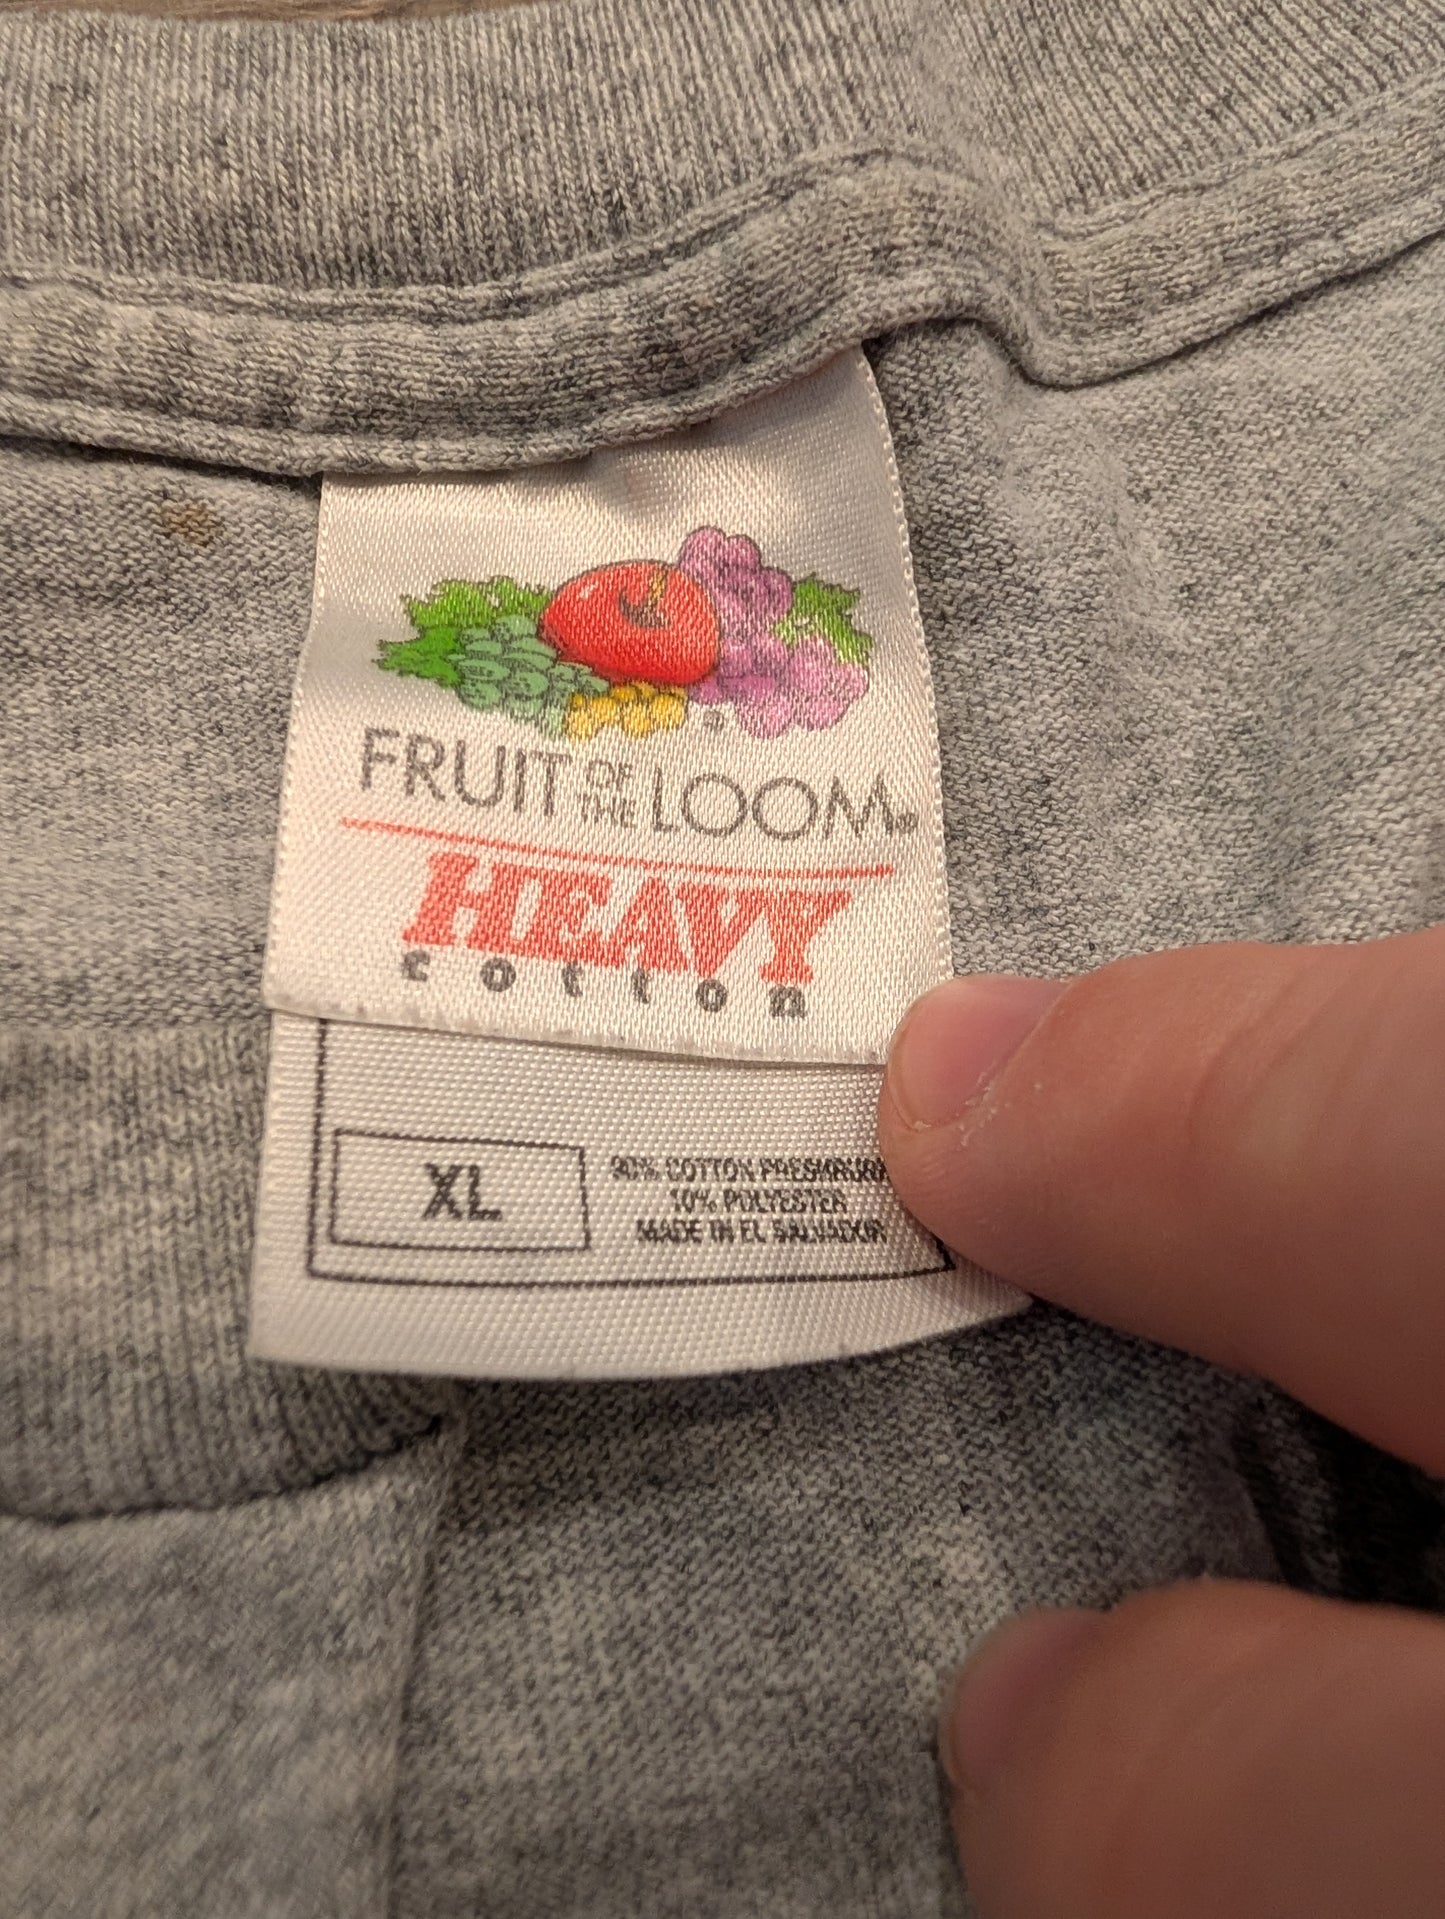 FRUIT OF THE LOOM®
HEAVY
cotton
XL
90% COTTON PRESHRUNK
10% POLYESTER
MADE IN EL SALVADOR